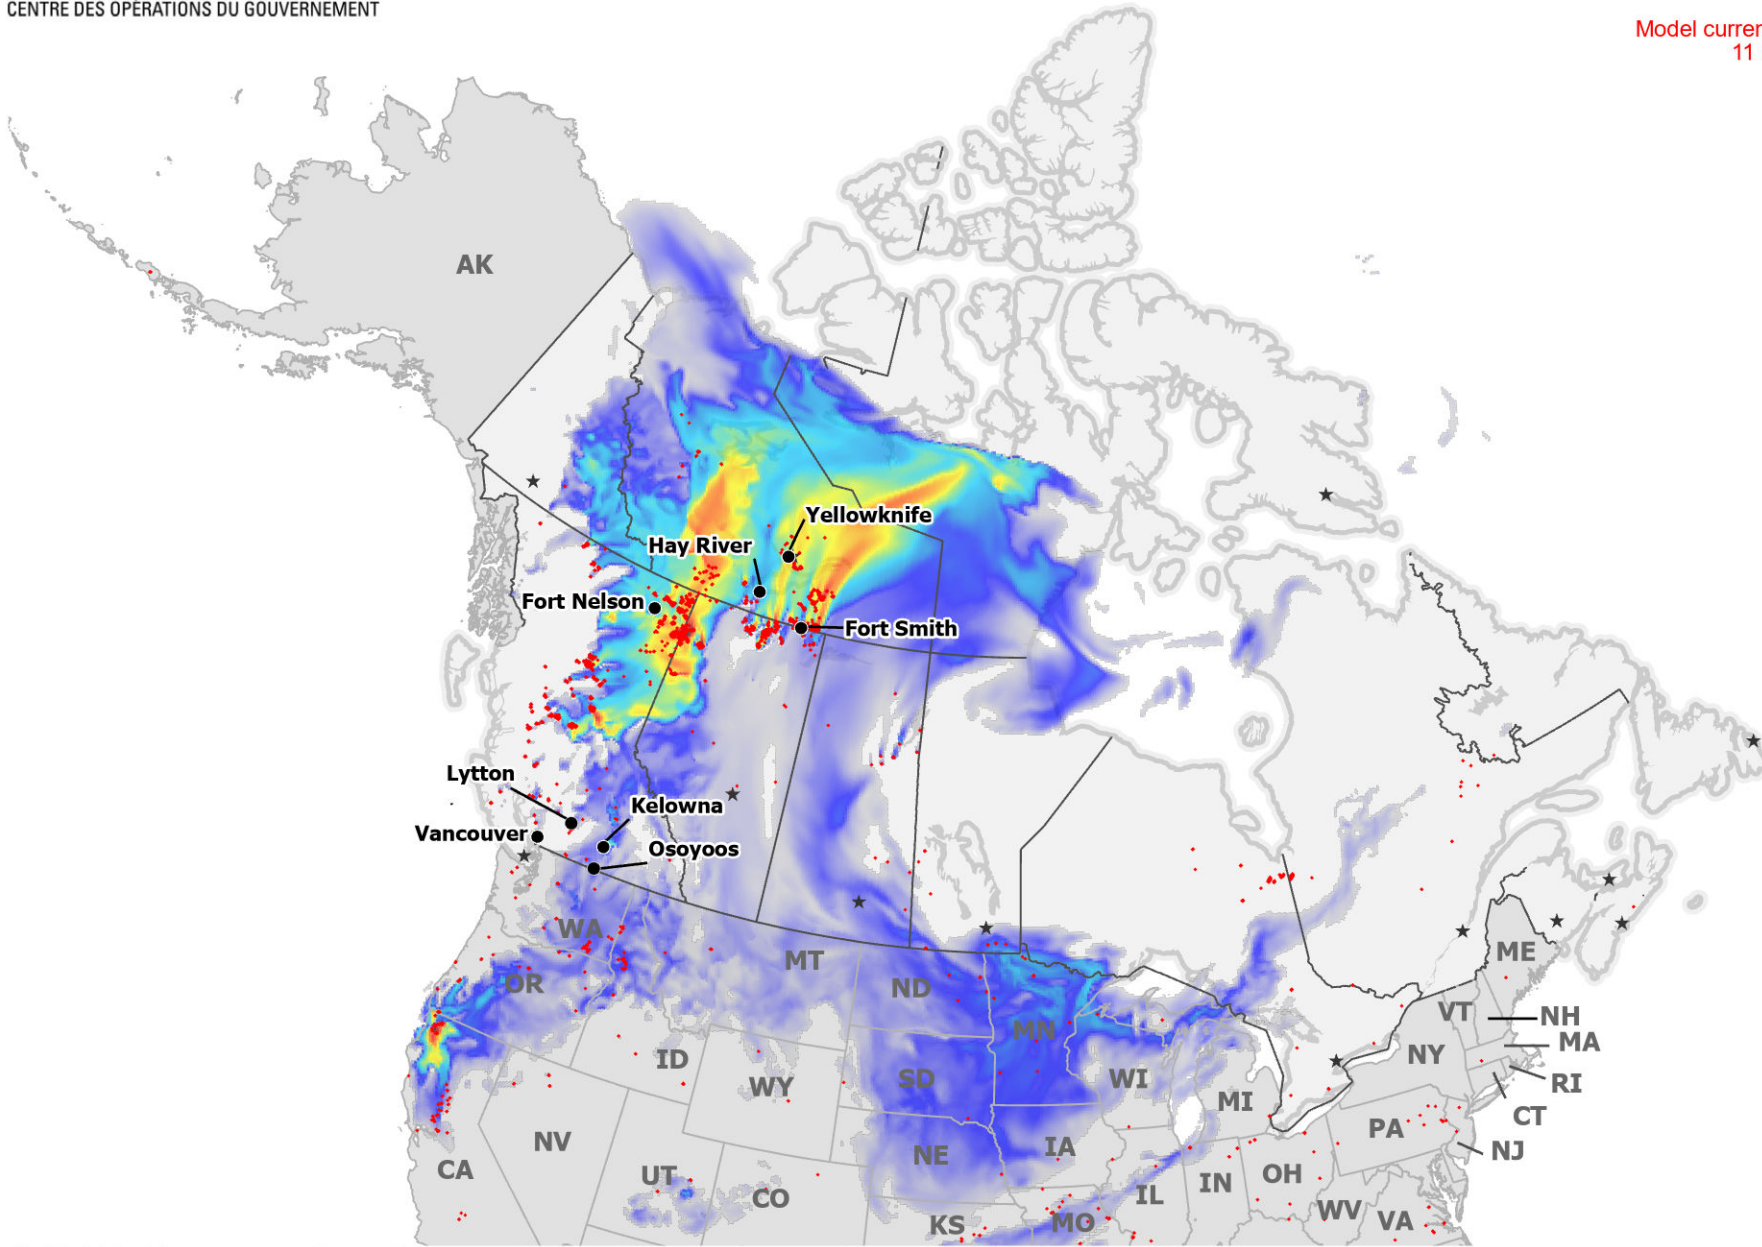 CENTRE DES OPÉRATIONS DU GOUVERNEMENT
Model curren
11
AK
Yellowknife
Hay River
Fort Nelson
Fort Smith
Lytton
Kelowna
Vancouver
Osoyoos
WA
MT
ME
OR
ND
VT
NH
MN
MA
NY
ID
SD
WI
WY
RI
MI
CT
PA
NV
NE
IA
NJ
CA
UT
CO
IL
IN
OH
KS
MO
WV
VA